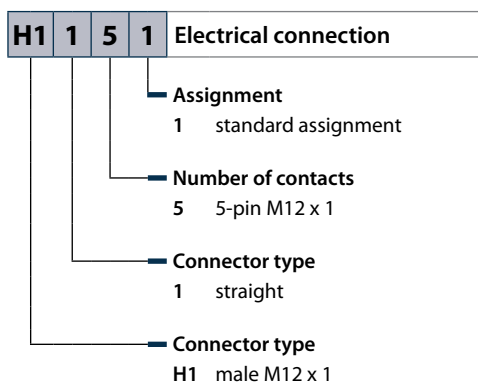 H1 1 5 1 Electrical connection
Assignment
1 standard assignment
Number of contacts
5 5-pin M12 x 1
Connector type
1 straight
Connector type
H1 male M12 x 1